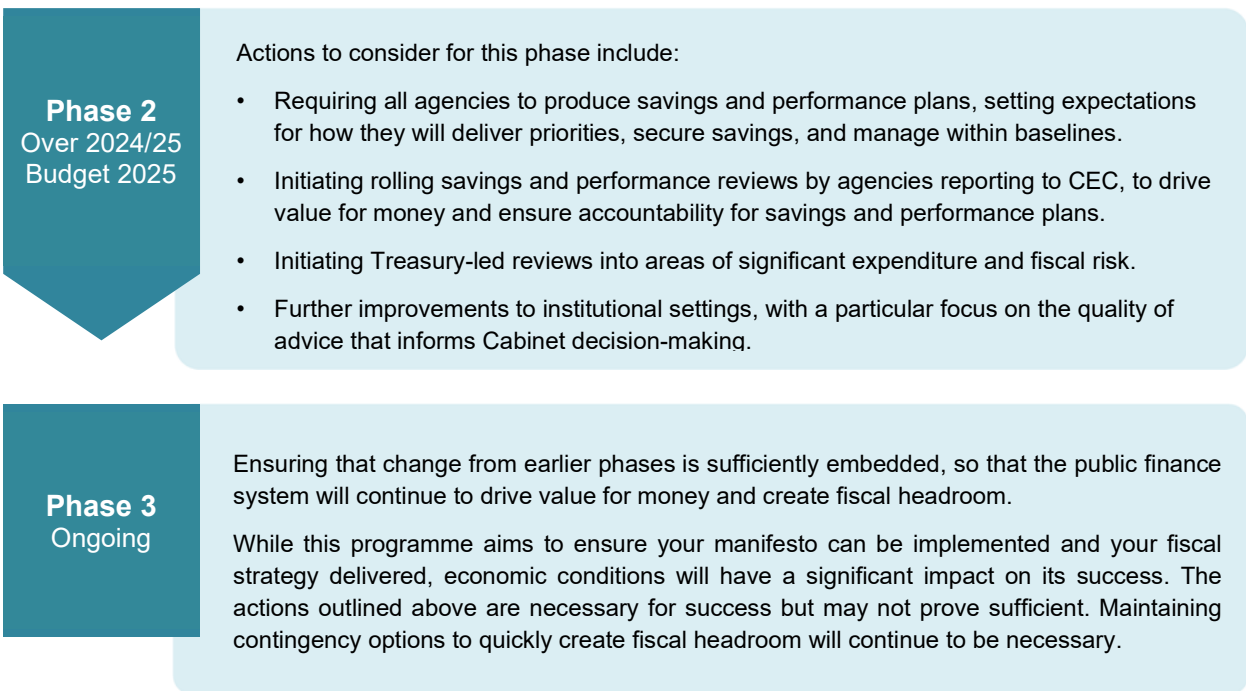 Phase 2
Over 2024/25
Budget 2025
Actions to consider for this phase include:
• Requiring all agencies to produce savings and performance plans, setting expectations
for how they will deliver priorities, secure savings, and manage within baselines.
• Initiating rolling savings and performance reviews by agencies reporting to CEC, to drive
value for money and ensure accountability for savings and performance plans.
• Initiating Treasury-led reviews into areas of significant expenditure and fiscal risk.
• Further improvements to institutional settings, with a particular focus on the quality of
advice that informs Cabinet decision-making.
Phase 3
Ongoing
Ensuring that change from earlier phases is sufficiently embedded, so that the public finance
system will continue to drive value for money and create fiscal headroom.
While this programme aims to ensure your manifesto can be implemented and your fiscal
strategy delivered, economic conditions will have a significant impact on its success. The
actions outlined above are necessary for success but may not prove sufficient. Maintaining
contingency options to quickly create fiscal headroom will continue to be necessary.